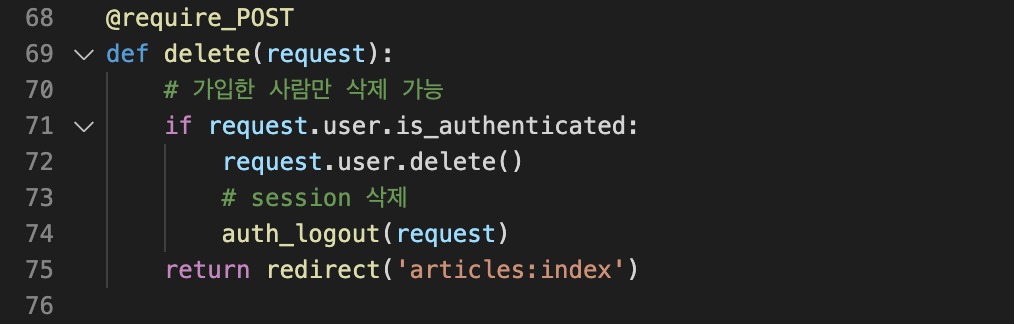 68 @require_POST
69 def delete(request):
70 # 가입한 사람만 삭제 가능
71 if request.user.is_authenticated:
72 request.user.delete()
73 # session 삭제
74 auth_logout(request)
75 return redirect('articles:index')
76